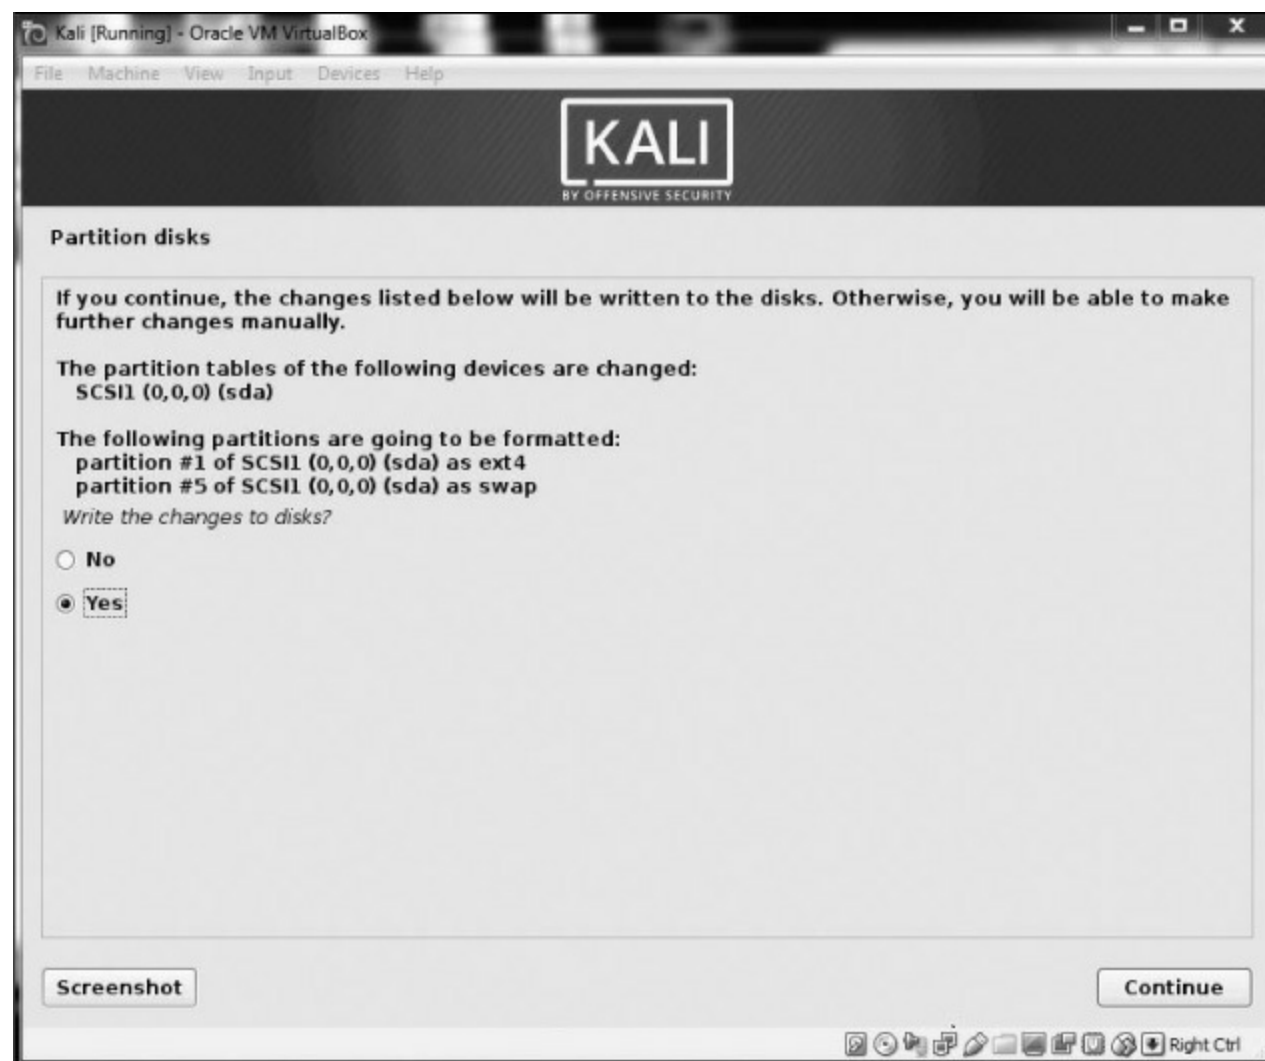 Kali [Running] - Oracle VM VirtualBox
File Machine View Input Devices Help
KALI
BY OFFENSIVE SECURITY
Partition disks
If you continue, the changes listed below will be written to the disks. Otherwise, you will be able to make
further changes manually.
The partition tables of the following devices are changed:
SCSI1 (0,0,0) (sda)
The following partitions are going to be formatted:
partition #1 of SCSI1 (0,0,0) (sda) as ext4
partition #5 of SCSI1 (0,0,0) (sda) as swap
Write the changes to disks?
No
Yes
Screenshot
Continue
Right Ctrl